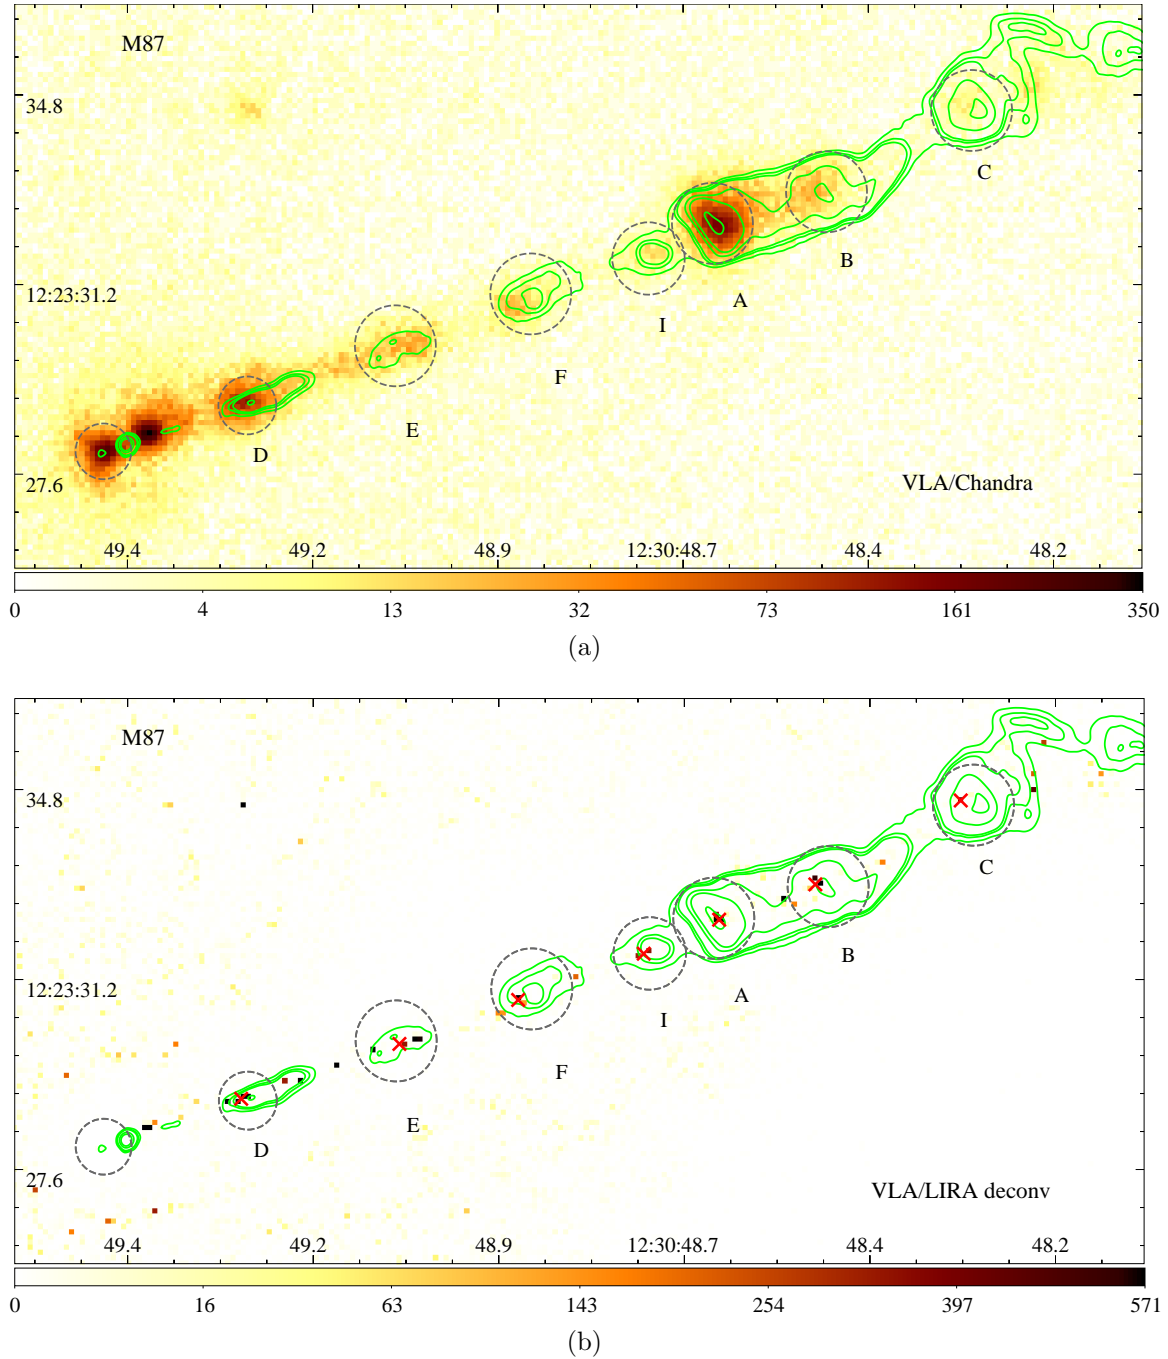 M87
34.8
C
B
12:23:31.2
A
I
F
E
D
27.6
VLA/Chandra
49.4 49.2 48.9 12:30:48.7 48.4 48.2
0 4 13 32 73 161 350
(a)
M87
34.8
C
B
12:23:31.2
A
I
F
E
D
27.6
VLA/LIRA deconv
49.4 49.2 48.9 12:30:48.7 48.4 48.2
0 16 63 143 254 397 571
(b)